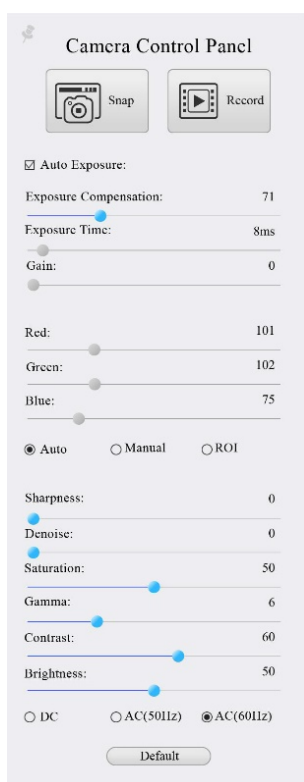 Camera Control Panel
Snap
Record
Auto Exposure:
Exposure Compensation: 71
Exposure Time: 8ms
Gain: 0
Red: 101
Green: 102
Blue: 75
Auto Manual ROI
Sharpness: 0
Denoise: 0
Saturation: 50
Gamma: 6
Contrast: 60
Brightness: 50
DC AC(50Hz) AC(60Hz)
Default